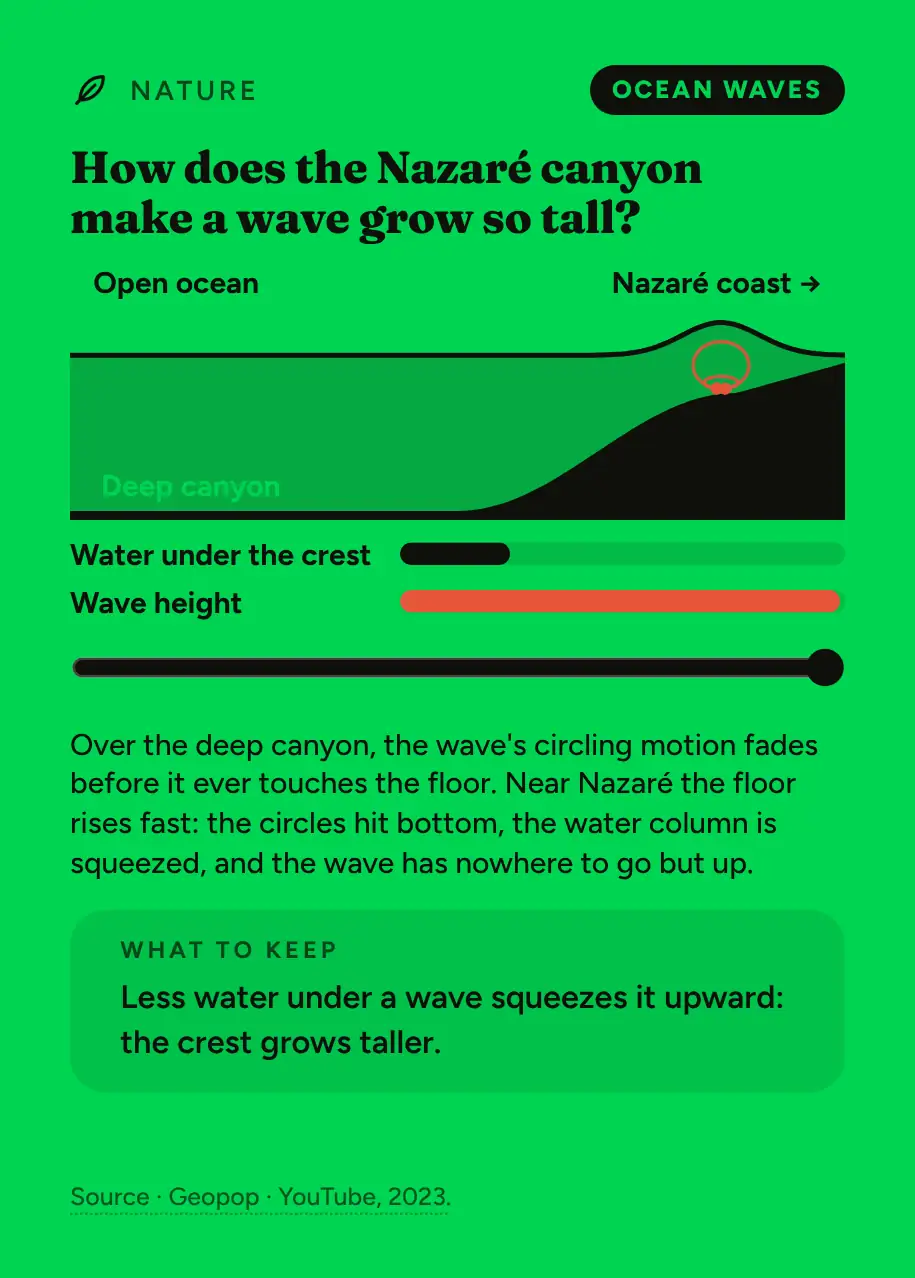 NATURE
OCEAN WAVES
How does the Nazaré canyon
make a wave grow so tall?
Open ocean
Nazaré coast →
Deep canyon
Water under the crest
Wave height
Over the deep canyon, the wave's circling motion fades
before it ever touches the floor. Near Nazaré the floor
rises fast: the circles hit bottom, the water column is
squeezed, and the wave has nowhere to go but up.
WHAT TO KEEP
Less water under a wave squeezes it upward:
the crest grows taller.
Source · Geopop · YouTube, 2023.